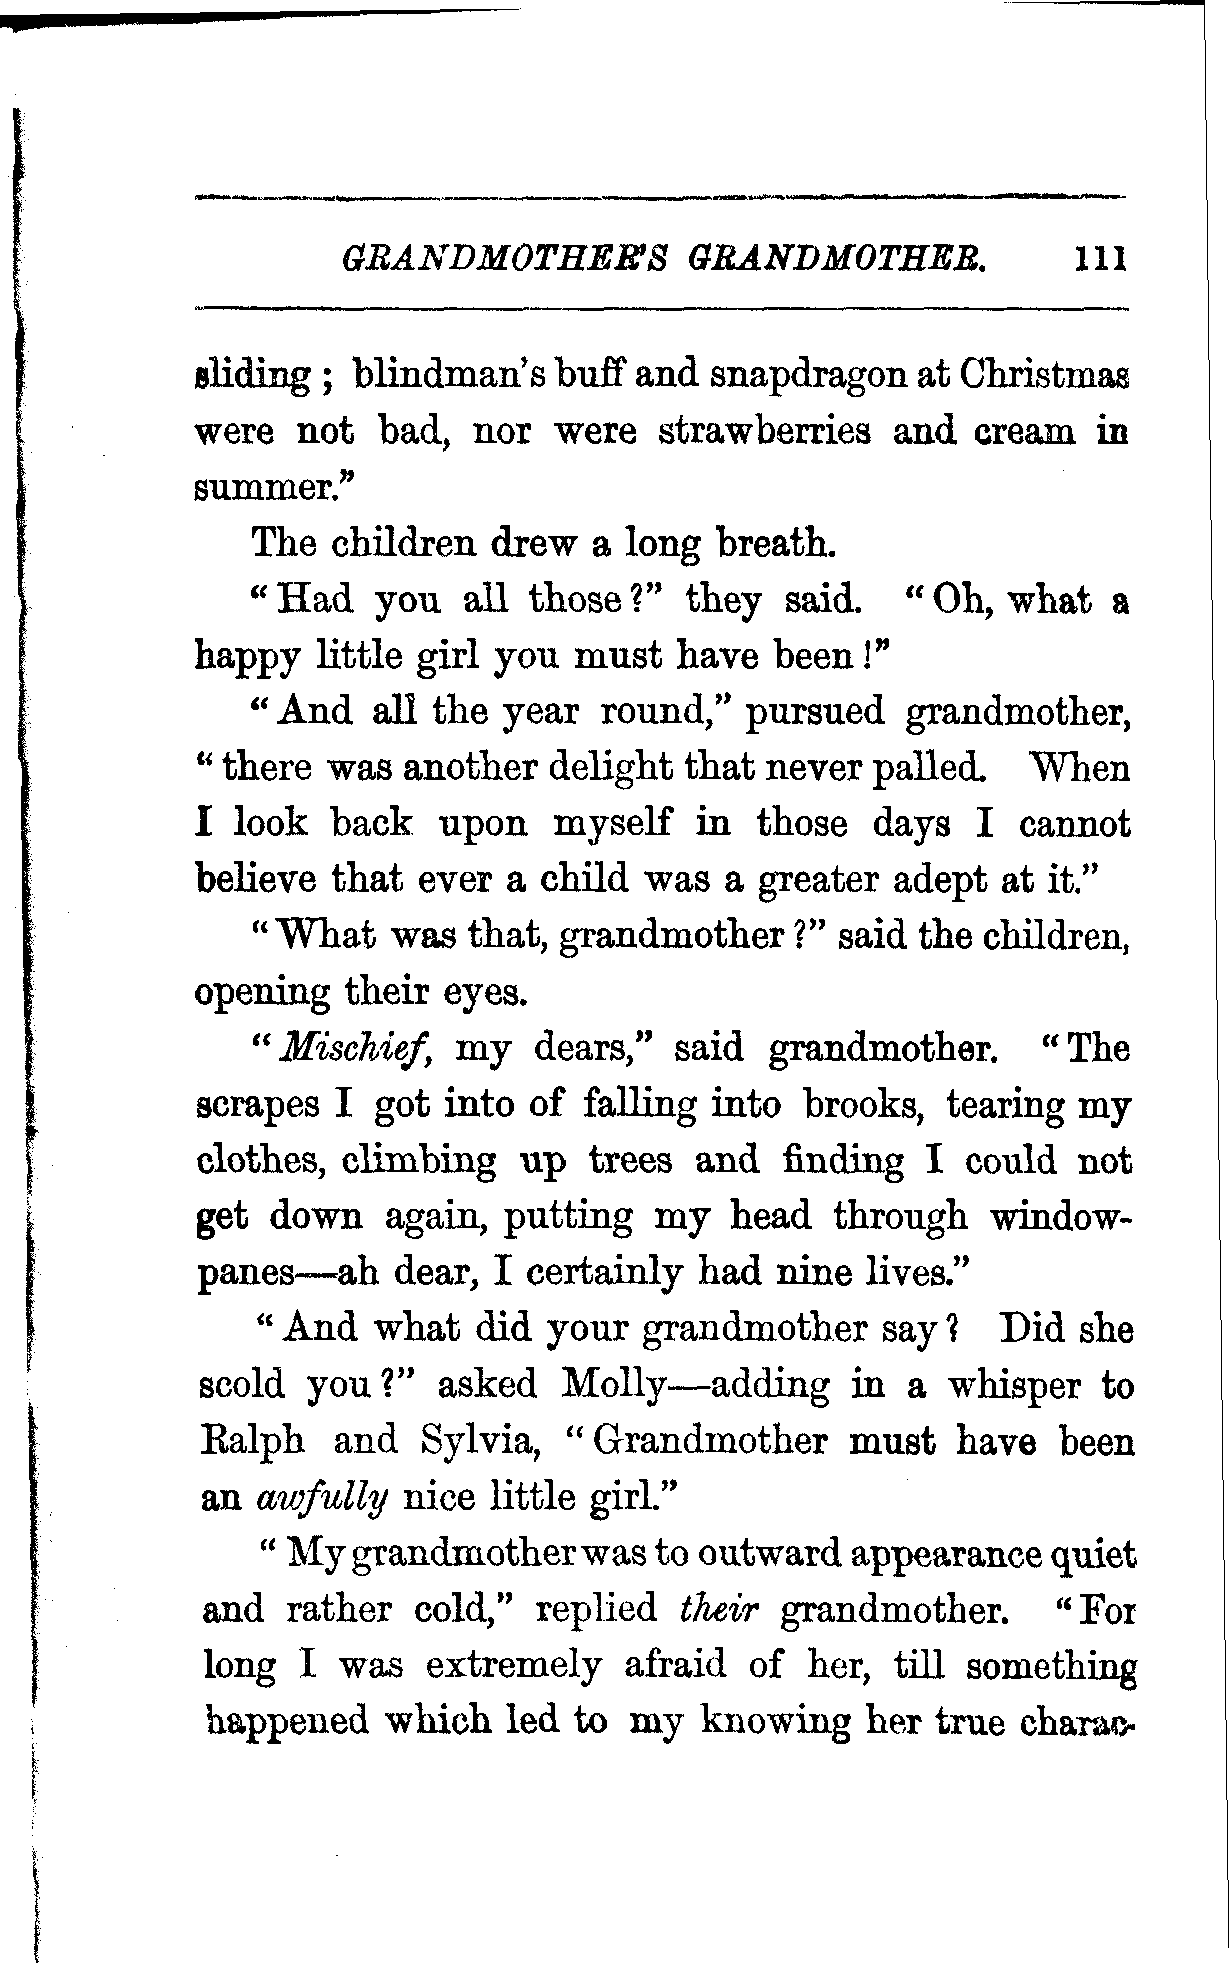 GRANDMOTHER'S GRANDMOTHER. 111
sliding ; blindman's buff and snapdragon at Christmas
were not bad, nor were strawberries and cream in
summer."
The children drew a long breath.
"Had you all those?" they said. "Oh, what a
happy little girl you must have been!"
"And all the year round," pursued grandmother,
"there was another delight that never palled. When
I look back upon myself in those days I cannot
believe that ever a child was a greater adept at it."
"What was that, grandmother?" said the children,
opening their eyes.
"Mischief, my dears," said grandmother. "The
scrapes I got into of falling into brooks, tearing my
clothes, climbing up trees and finding I could not
get down again, putting my head through window-
panes—ah dear, I certainly had nine lives."
"And what did your grandmother say? Did she
scold you?" asked Molly—adding in a whisper to
Ralph and Sylvia, "Grandmother must have been
an awfully nice little girl."
"My grandmother was to outward appearance quiet
and rather cold," replied their grandmother. "For
long I was extremely afraid of her, till something
happened which led to my knowing her true charac-